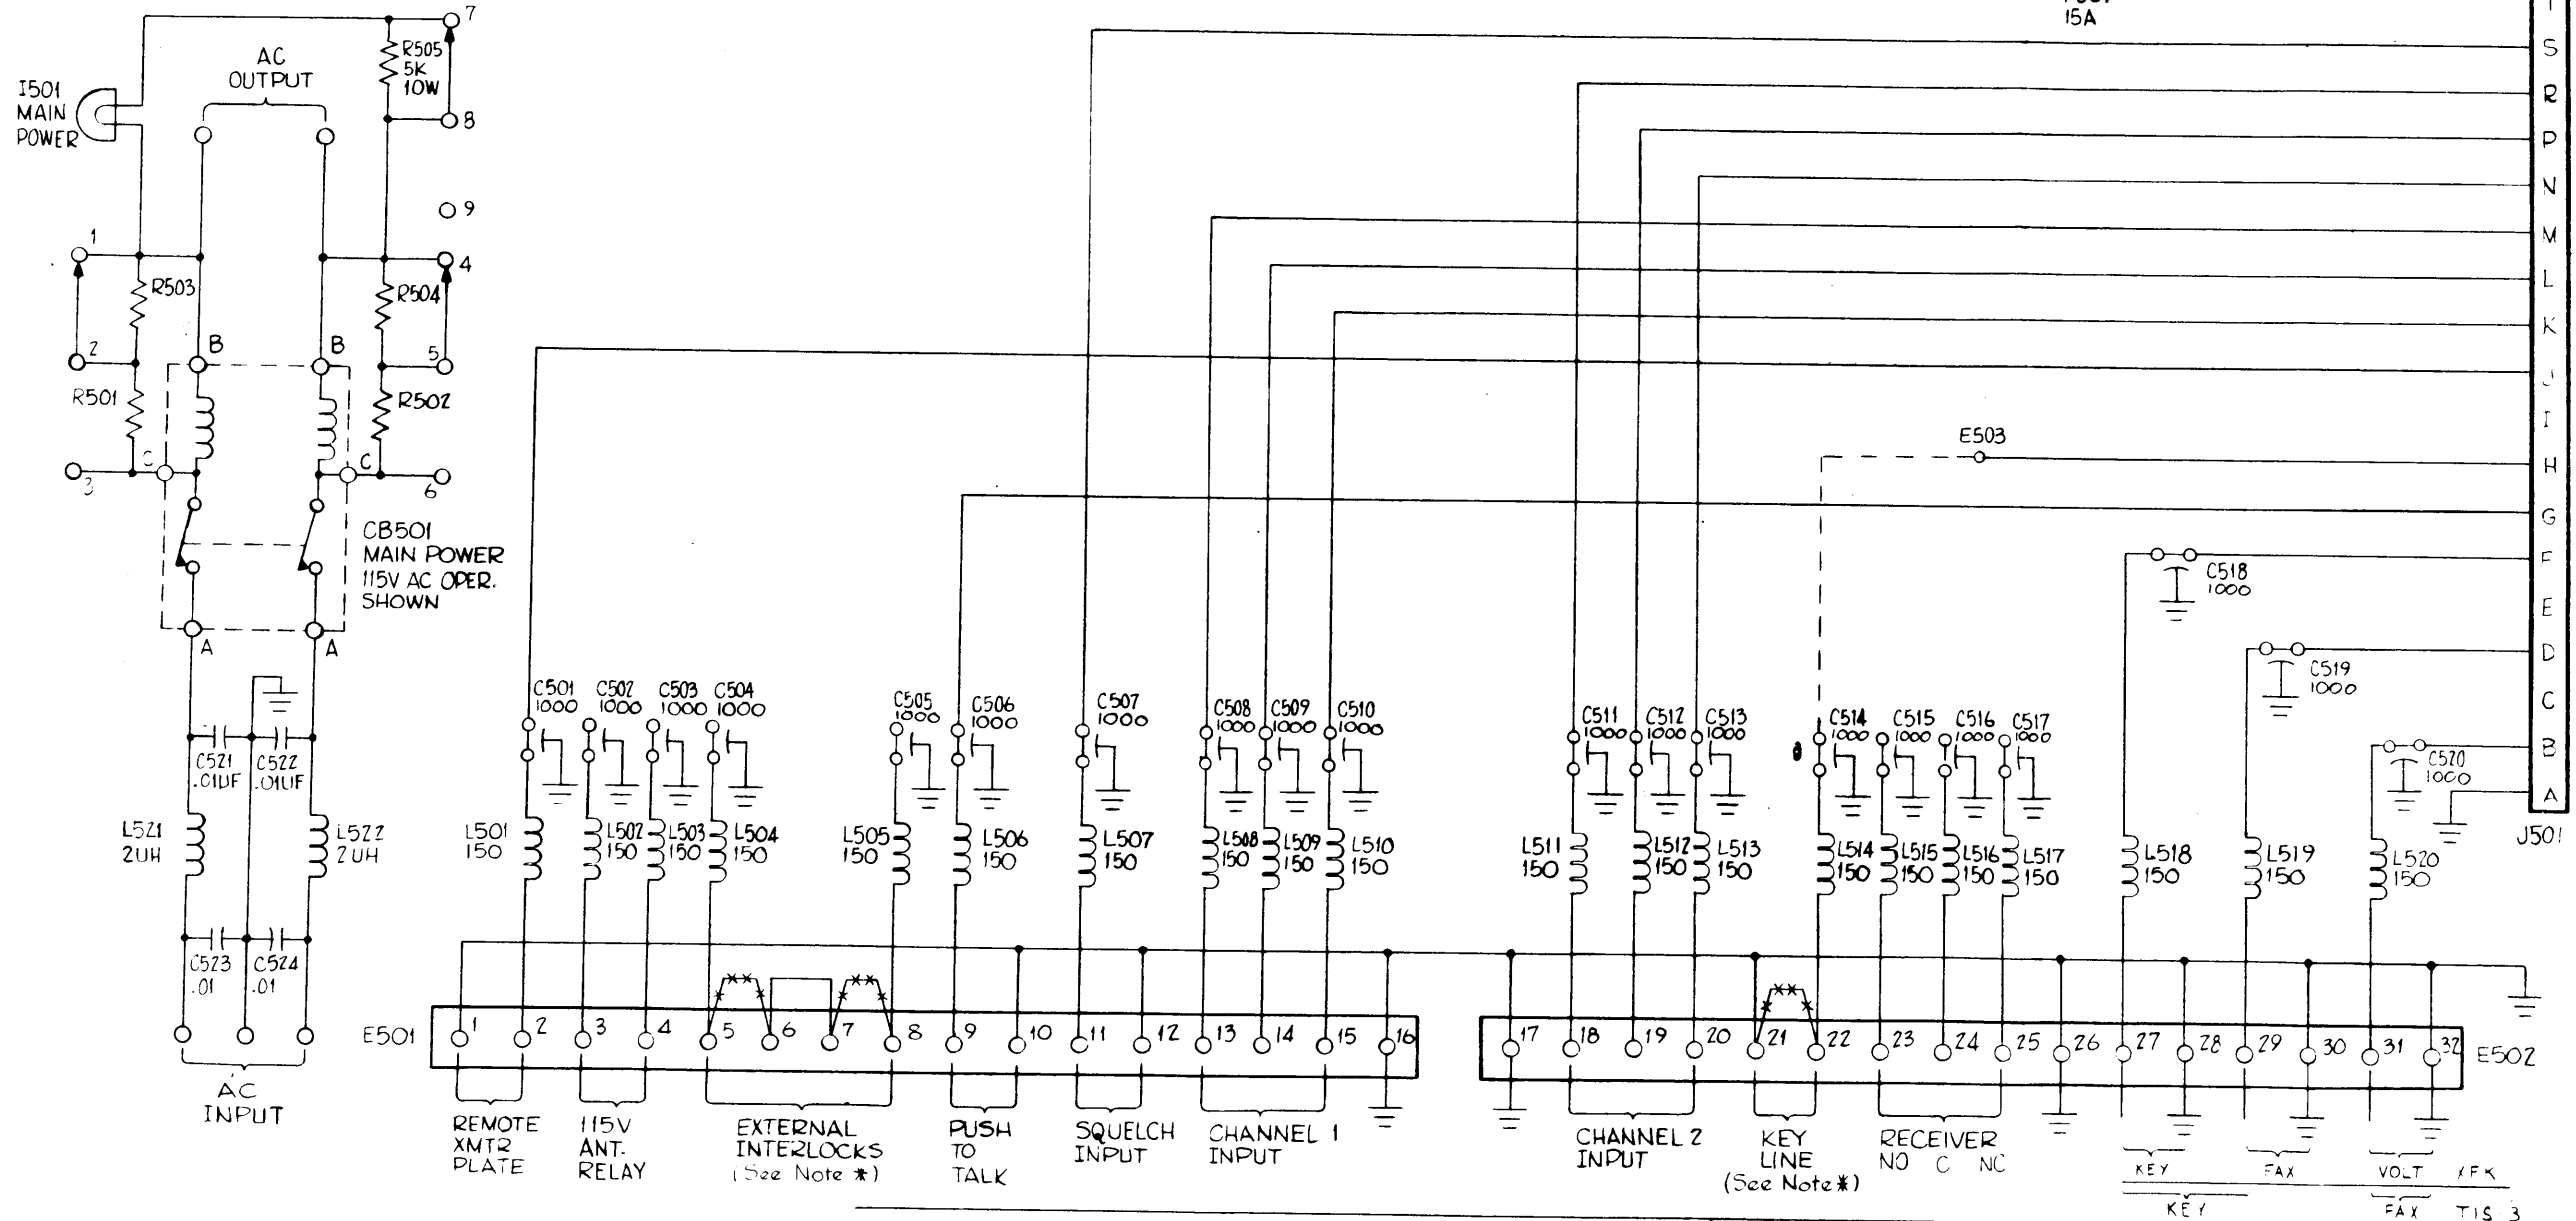 15A
7
R505
5K
10W
8
9
AC
OUTPUT
I501
MAIN
POWER
1
4
R503
R504
2
B
B
5
R501
R502
3
C
C
6
CB501
MAIN POWER
115V AC OPER.
SHOWN
A
A
C521
.01UF
C522
.01UF
L521
2UH
L522
2UH
C523
.01
C524
.01
AC
INPUT
S
R
P
N
M
L
K
J
I
H
G
F
E
D
C
B
A
J501
E503
C518
1000
C519
1000
C520
1000
C501
1000
C502
1000
C503
1000
C504
1000
C505
1000
C506
1000
C507
1000
C508
1000
C509
1000
C510
1000
C511
1000
C512
1000
C513
1000
C514
1000
C515
1000
C516
1000
C517
1000
L501
150
L502
150
L503
150
L504
150
L505
150
L506
150
L507
150
L508
150
L509
150
L510
150
L511
150
L512
150
L513
150
L514
150
L515
150
L516
150
L517
150
L518
150
L519
150
L520
150
E501
1 2 3 4 5 6 7 8 9 10 11 12 13 14 15 16
17 18 19 20 21 22 23 24 25 26 27 28 29 30 31 32
E502
REMOTE
XMTR
PLATE
115V
ANT.
RELAY
EXTERNAL
INTERLOCKS
(See Note *)
PUSH
TO
TALK
SQUELCH
INPUT
CHANNEL 1
INPUT
CHANNEL 2
INPUT
KEY
LINE
(See Note *)
RECEIVER
NO C NC
KEY FAX VOLT XFK
KEY FAX TIS 3